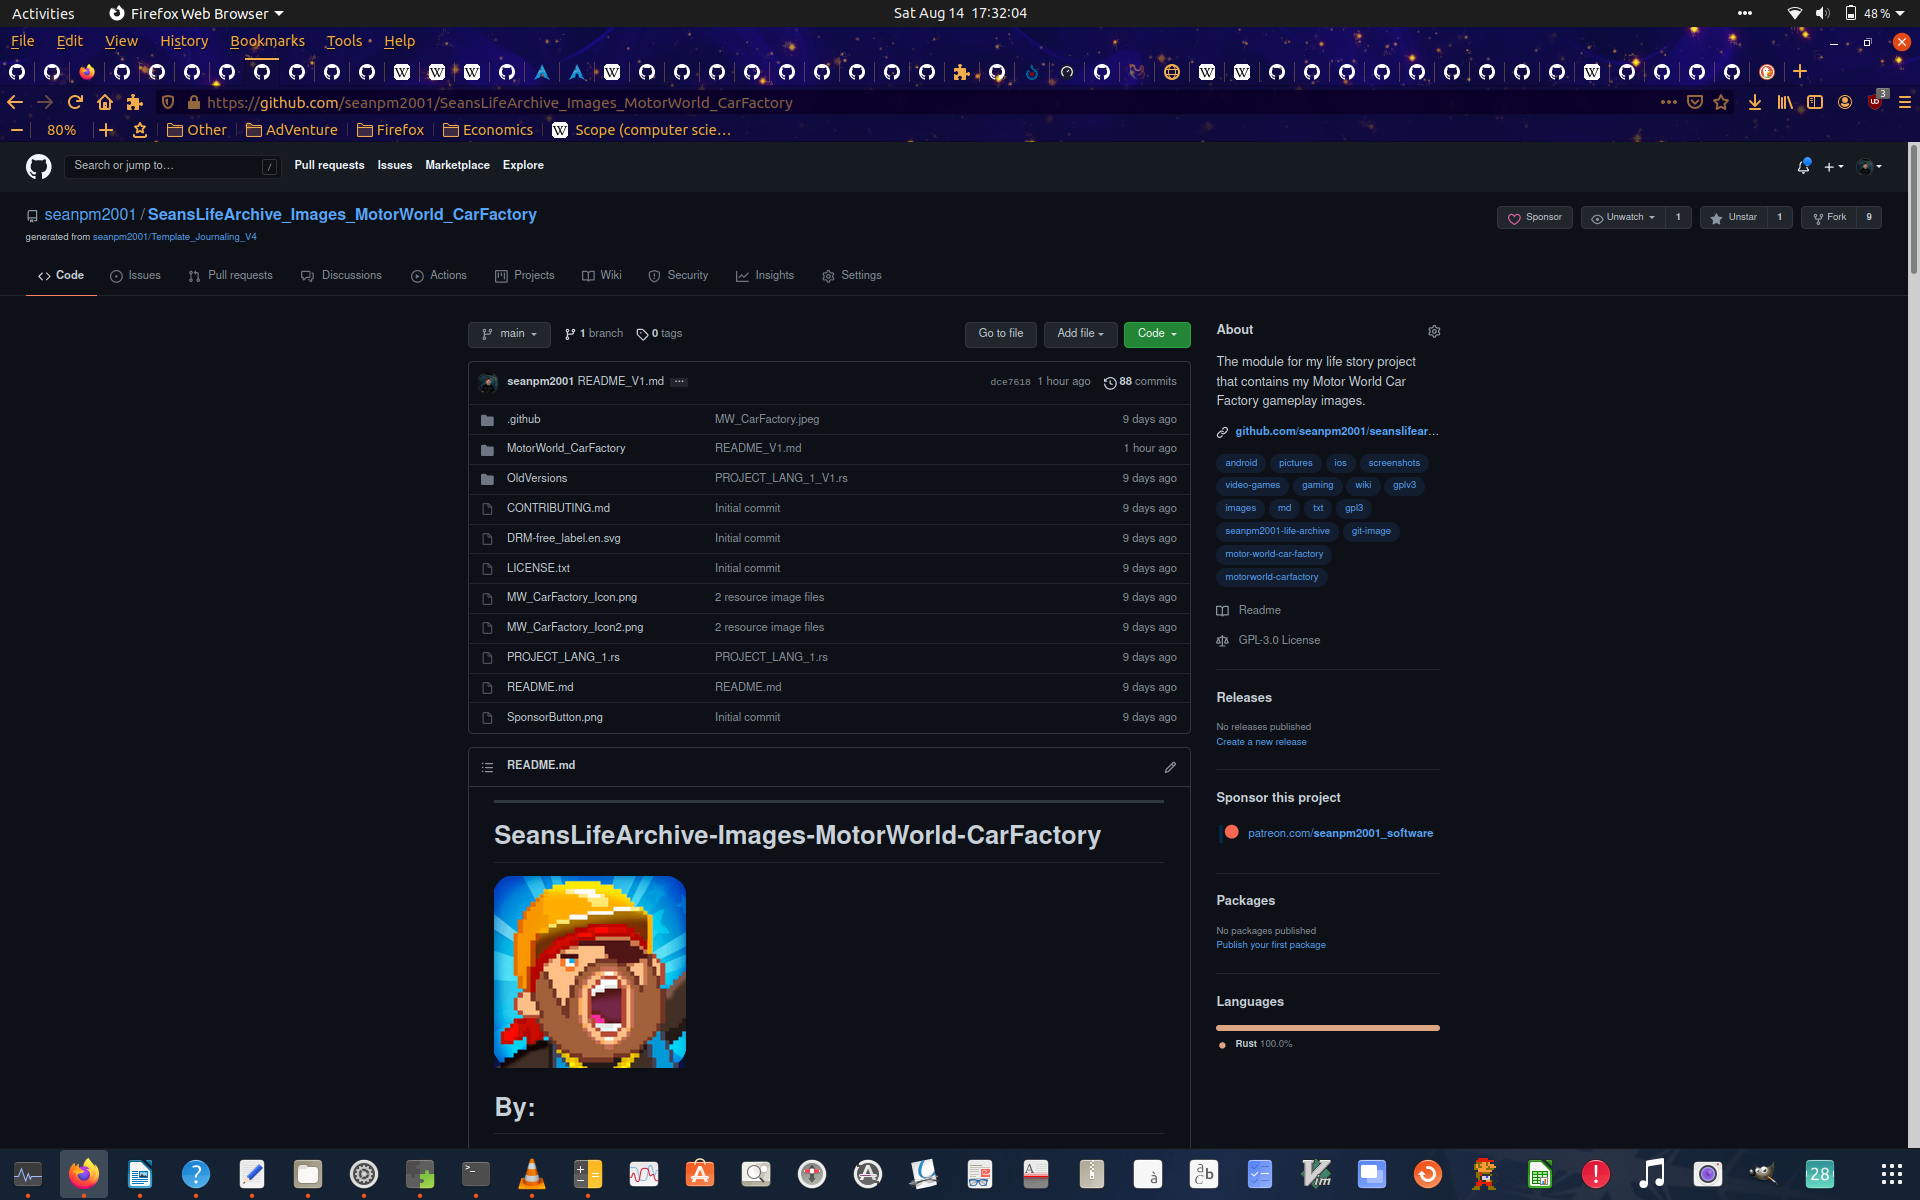 Activities Firefox Web Browser Sat Aug 14 17:32:04 48 %
File Edit View History Bookmarks Tools Help
https://github.com/seanpm2001/SeansLifeArchive_Images_MotorWorld_CarFactory 3
80% Other AdVenture Firefox Economics Scope (computer scie…
Search or jump to… / Pull requests Issues Marketplace Explore
seanpm2001 / SeansLifeArchive_Images_MotorWorld_CarFactory Sponsor Unwatch 1 Unstar 1 Fork 9
generated from seanpm2001/Template_Journaling_V4
Code Issues Pull requests Discussions Actions Projects Wiki Security Insights Settings
main 1 branch 0 tags Go to file Add file Code
seanpm2001 README_V1.md ... dce7618 1 hour ago 88 commits
.github MW_CarFactory.jpeg 9 days ago
MotorWorld_CarFactory README_V1.md 1 hour ago
OldVersions PROJECT_LANG_1_V1.rs 9 days ago
CONTRIBUTING.md Initial commit 9 days ago
DRM-free_label.en.svg Initial commit 9 days ago
LICENSE.txt Initial commit 9 days ago
MW_CarFactory_Icon.png 2 resource image files 9 days ago
MW_CarFactory_Icon2.png 2 resource image files 9 days ago
PROJECT_LANG_1.rs PROJECT_LANG_1.rs 9 days ago
README.md README.md 9 days ago
SponsorButton.png Initial commit 9 days ago
README.md
SeansLifeArchive-Images-MotorWorld-CarFactory
By:
About
The module for my life story project
that contains my Motor World Car
Factory gameplay images.
github.com/seanpm2001/seanslifear…
android pictures ios screenshots
video-games gaming wiki gplv3
images md txt gpl3
seanpm2001-life-archive git-image
motor-world-car-factory
motorworld-carfactory
Readme
GPL-3.0 License
Releases
No releases published
Create a new release
Sponsor this project
patreon.com/seanpm2001_software
Packages
No packages published
Publish your first package
Languages
Rust 100.0%
28